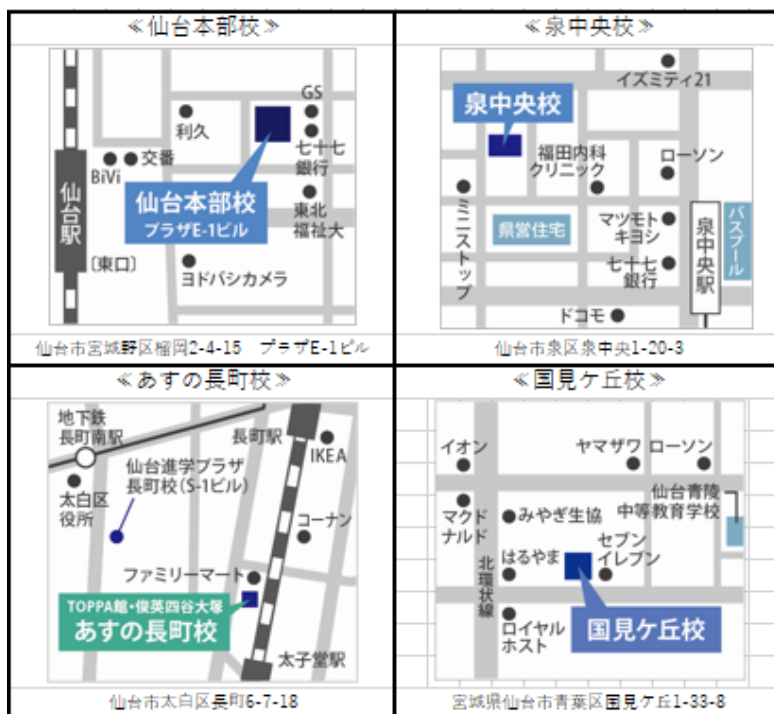 ≪仙台本部校≫
GS
利久
七十七
銀行
交番
BiVi
仙台駅
仙台本部校
プラザE-1ビル
東北
福祉大
〔東口〕
ヨドバシカメラ
仙台市宮城野区榴岡2-4-15　プラザE-1ビル
≪泉中央校≫
イズミティ21
泉中央校
福田内科
クリニック
ローソン
ミニストップ
県営住宅
マツモト
キヨシ
泉中央駅
バスプール
七十七
銀行
ドコモ
仙台市泉区泉中央1-20-3
≪あすの長町校≫
地下鉄
長町南駅
長町駅
IKEA
仙台進学プラザ
長町校(S-1ビル)
太白区
役所
コーナン
ファミリーマート
TOPPA館・俊英四谷大塚
あすの長町校
太子堂駅
仙台市太白区長町6-7-18
≪国見ケ丘校≫
イオン
ヤマザワ
ローソン
仙台青陵
中等教育学校
マクド
ナルド
みやぎ生協
セブン
イレブン
はるやま
北環状線
国見ケ丘校
ロイヤル
ホスト
宮城県仙台市青葉区国見ケ丘1-33-8